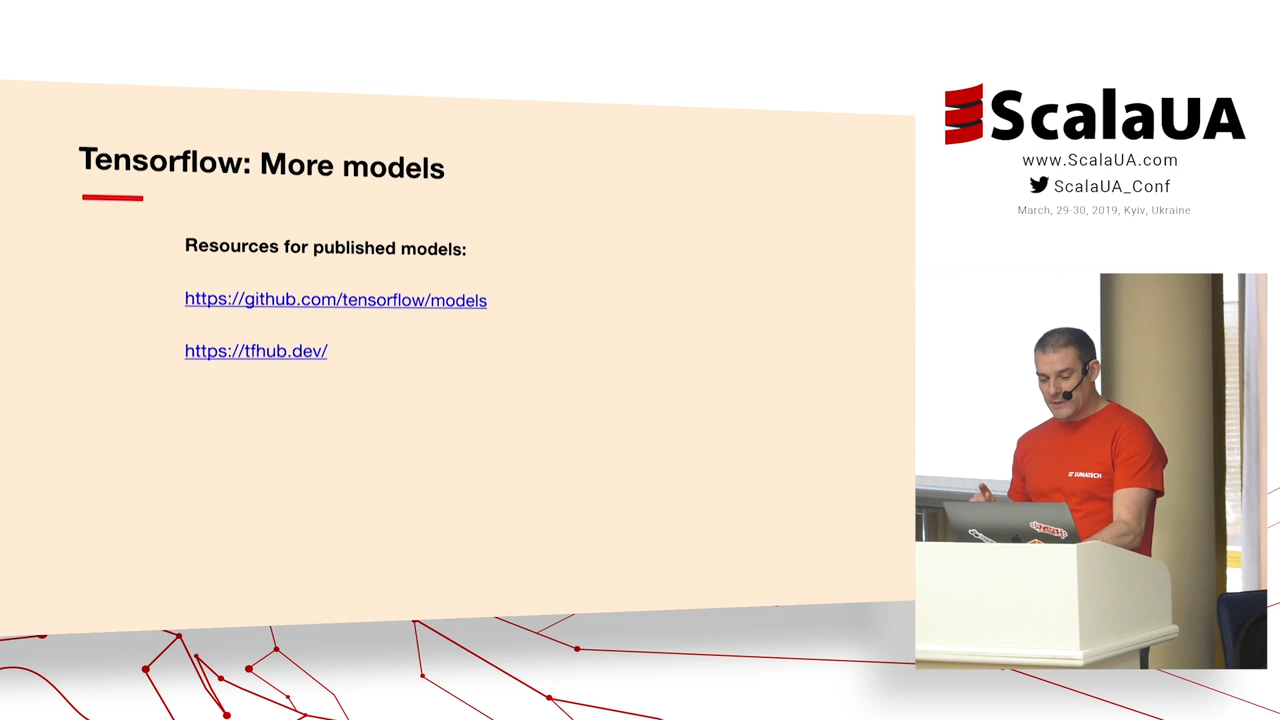 Tensorflow: More models
Resources for published models:
https://github.com/tensorflow/models
https://tfhub.dev/
ScalaUA
www.ScalaUA.com
ScalaUA_Conf
March, 29-30, 2019, Kyiv, Ukraine
LUNATECH